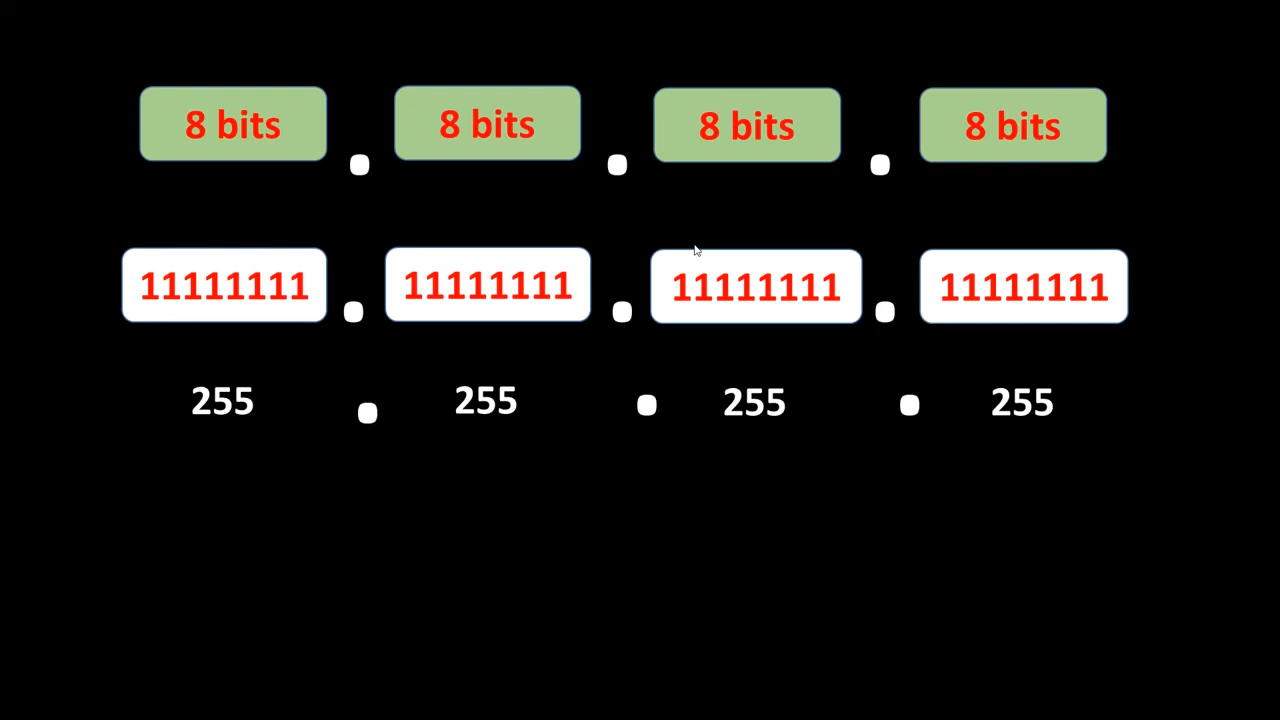 8 bits . 8 bits . 8 bits . 8 bits
11111111 . 11111111 . 11111111 . 11111111
255 . 255 . 255 . 255